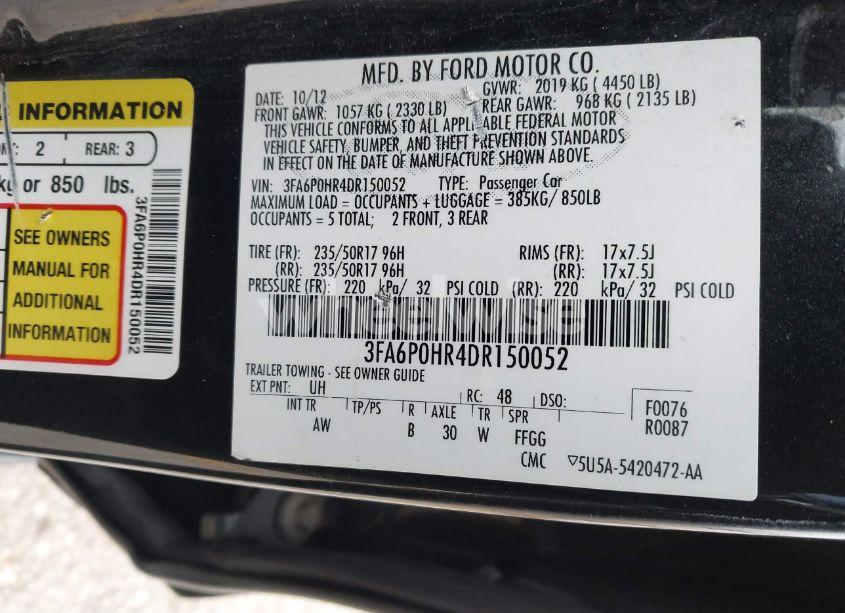 INFORMATION
2 REAR: 3
kg or 850 lbs.
SEE OWNERS
MANUAL FOR
ADDITIONAL
INFORMATION
3FA6P0HR4DR150052
MFD. BY FORD MOTOR CO.
DATE: 10/12 GVWR: 2019 KG ( 4450 LB)
FRONT GAWR: 1057 KG ( 2330 LB) REAR GAWR: 968 KG ( 2135 LB)
THIS VEHICLE CONFORMS TO ALL APPLICABLE FEDERAL MOTOR
VEHICLE SAFETY, BUMPER, AND THEFT PREVENTION STANDARDS
IN EFFECT ON THE DATE OF MANUFACTURE SHOWN ABOVE.
VIN: 3FA6P0HR4DR150052 TYPE: Passenger Car
MAXIMUM LOAD = OCCUPANTS + LUGGAGE = 385KG/ 850LB
OCCUPANTS = 5 TOTAL; 2 FRONT, 3 REAR
TIRE (FR): 235/50R17 96H RIMS (FR): 17x7.5J
(RR): 235/50R17 96H (RR): 17x7.5J
PRESSURE (FR): 220 kPa/ 32 PSI COLD (RR): 220 kPa/ 32 PSI COLD
WheelWise
3FA6P0HR4DR150052
TRAILER TOWING - SEE OWNER GUIDE
EXT PNT: UH RC: 48 DSO: F0076
INT TR TP/PS R AXLE TR SPR R0087
AW B 30 W FFGG
CMC ▽5U5A-5420472-AA